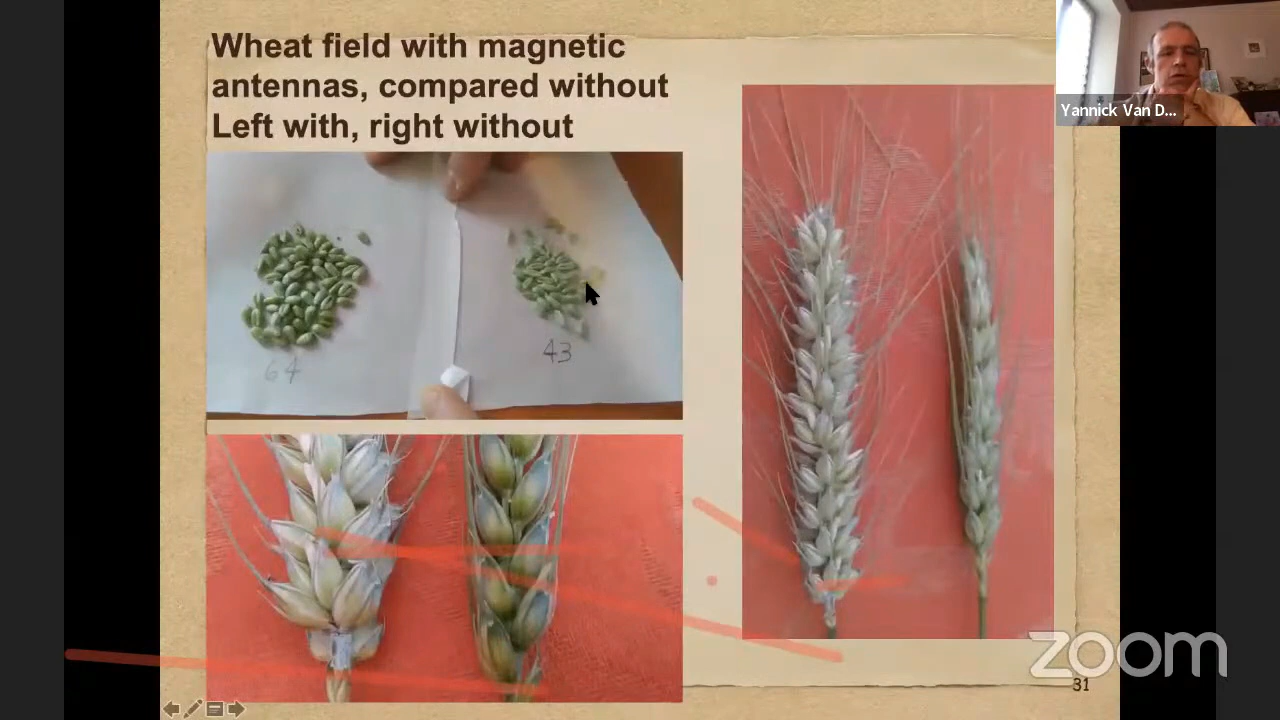 Wheat field with magnetic
antennas, compared without
Left with, right without
Yannick Van D...
64
43
zoom
31